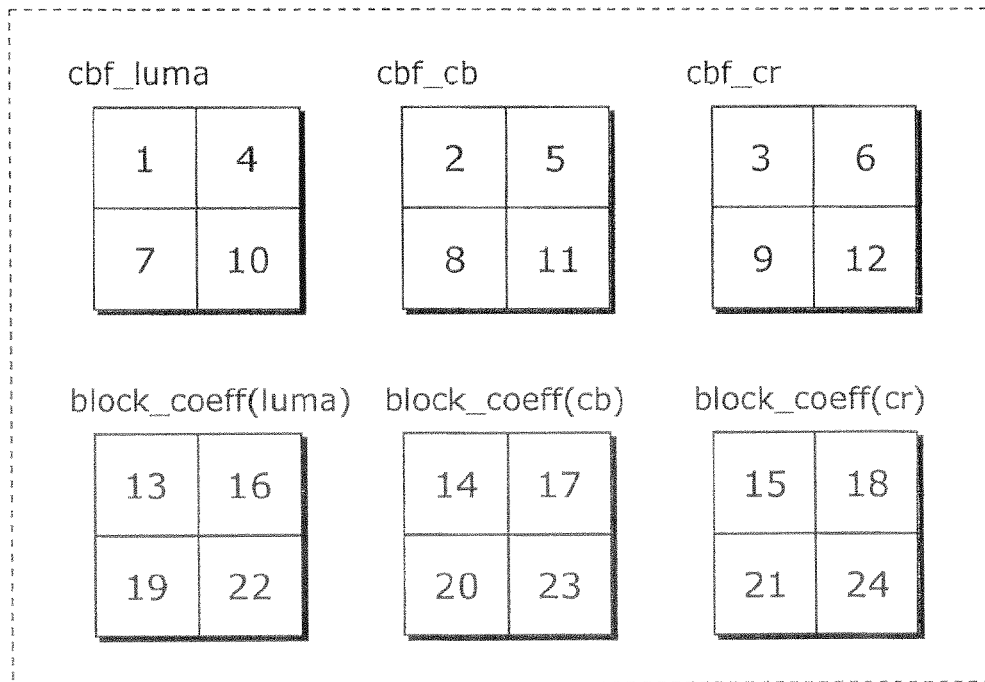 cbf_luma cbf_cb cbf_cr
1 4 2 5 3 6
7 10 8 11 9 12
block_coeff(luma) block_coeff(cb) block_coeff(cr)
13 16 14 17 15 18
19 22 20 23 21 24